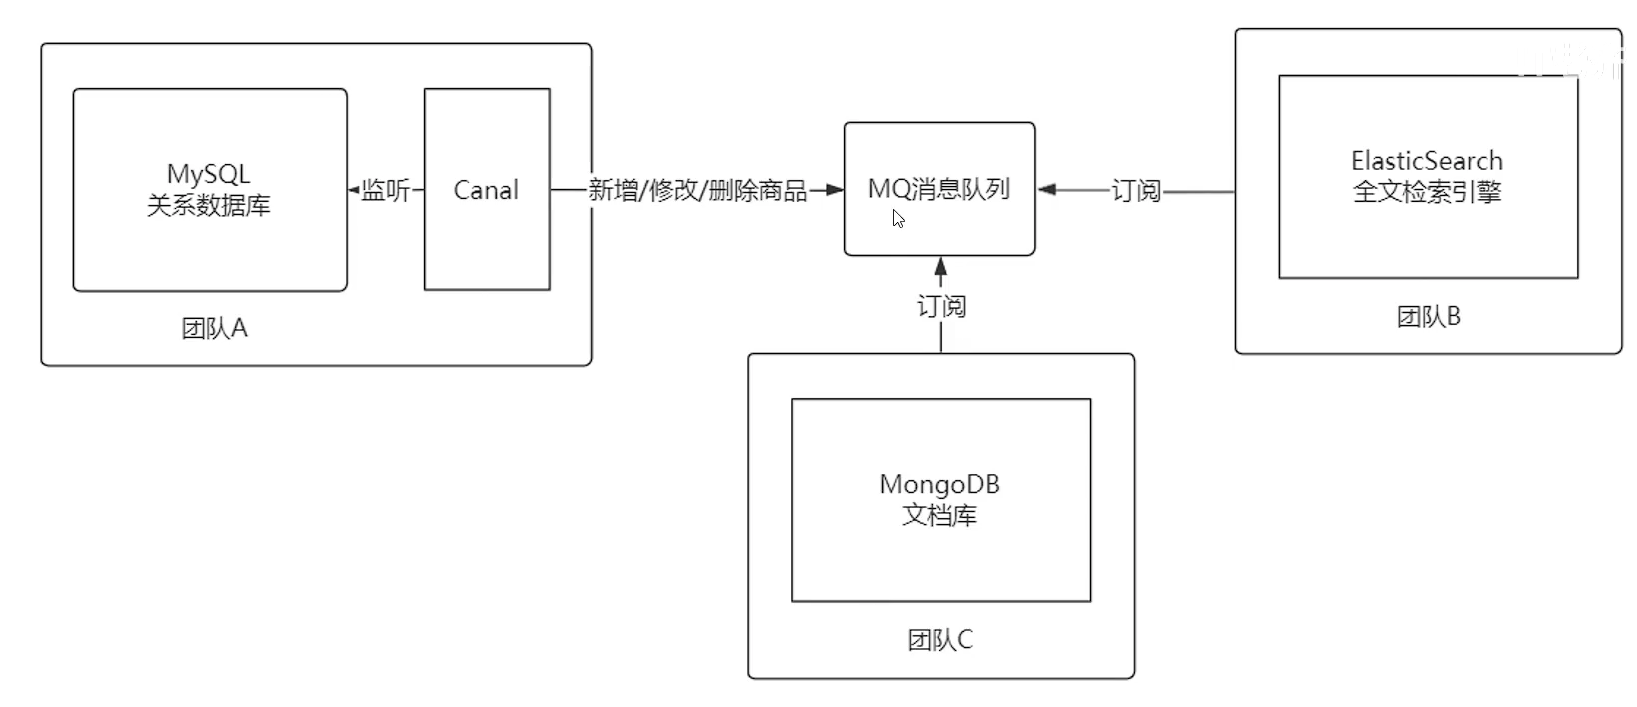 MySQL
关系数据库
监听
Canal
团队A
新增/修改/删除商品
MQ消息队列
订阅
ElasticSearch
全文检索引擎
团队B
订阅
MongoDB
文档库
团队C